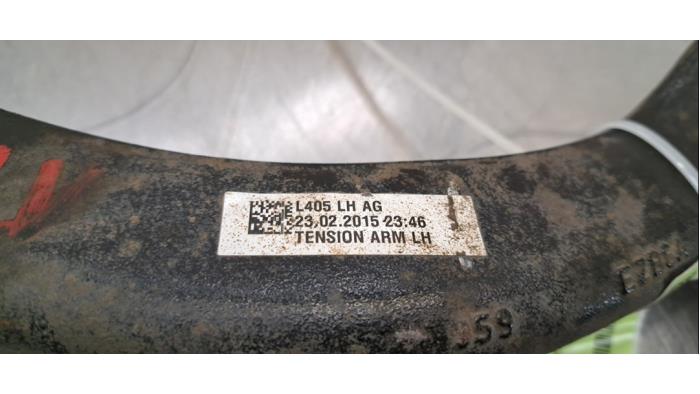 L405 LH AG
23.02.2015 23:46
TENSION ARM LH
59